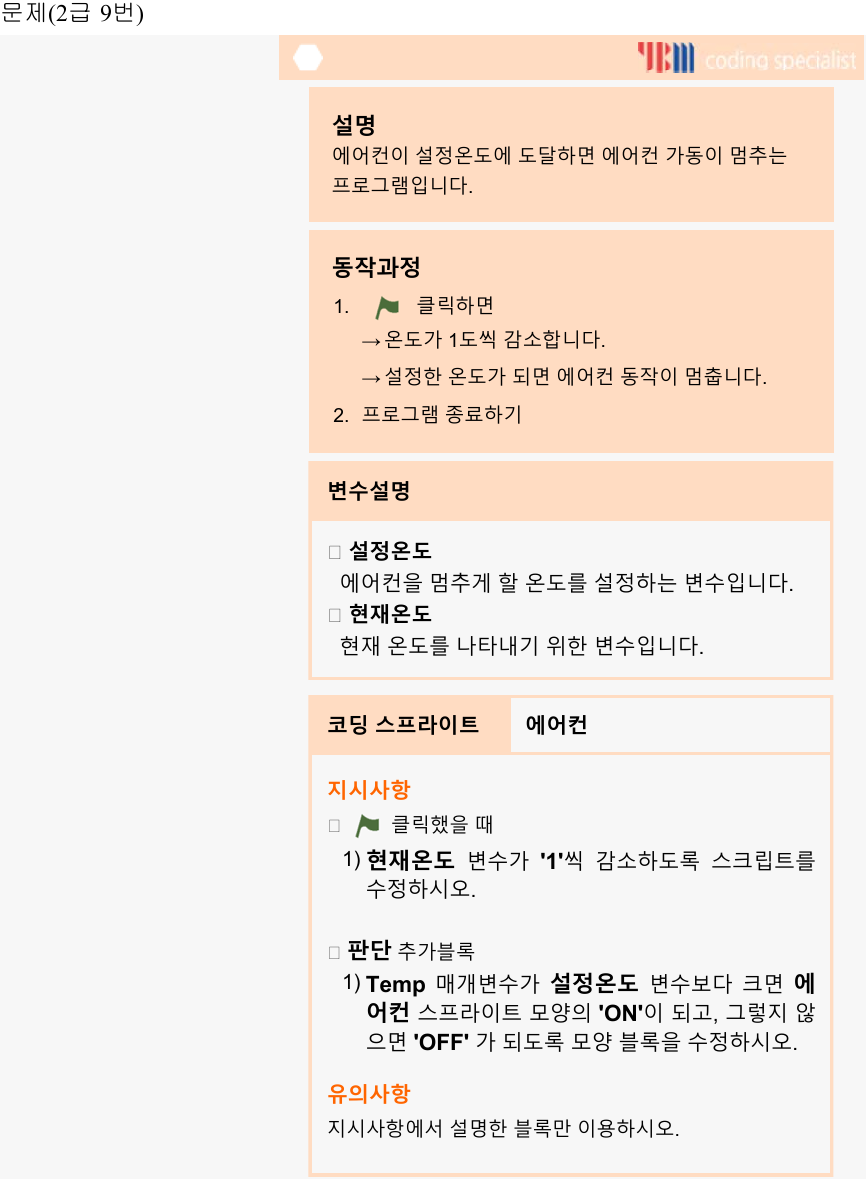 문제(2급 9번)
YBM coding specialist
설명
에어컨이 설정온도에 도달하면 에어컨 가동이 멈추는
프로그램입니다.
동작과정
1. 클릭하면
→온도가 1도씩 감소합니다.
→설정한 온도가 되면 에어컨 동작이 멈춥니다.
2. 프로그램 종료하기
변수설명
□ 설정온도
에어컨을 멈추게 할 온도를 설정하는 변수입니다.
□ 현재온도
현재 온도를 나타내기 위한 변수입니다.
코딩 스프라이트 에어컨
지시사항
□ 클릭했을 때
1) 현재온도 변수가 '1'씩 감소하도록 스크립트를
수정하시오.
□ 판단 추가블록
1) Temp 매개변수가 설정온도 변수보다 크면 에
어컨 스프라이트 모양의 'ON'이 되고, 그렇지 않
으면 'OFF' 가 되도록 모양 블록을 수정하시오.
유의사항
지시사항에서 설명한 블록만 이용하시오.